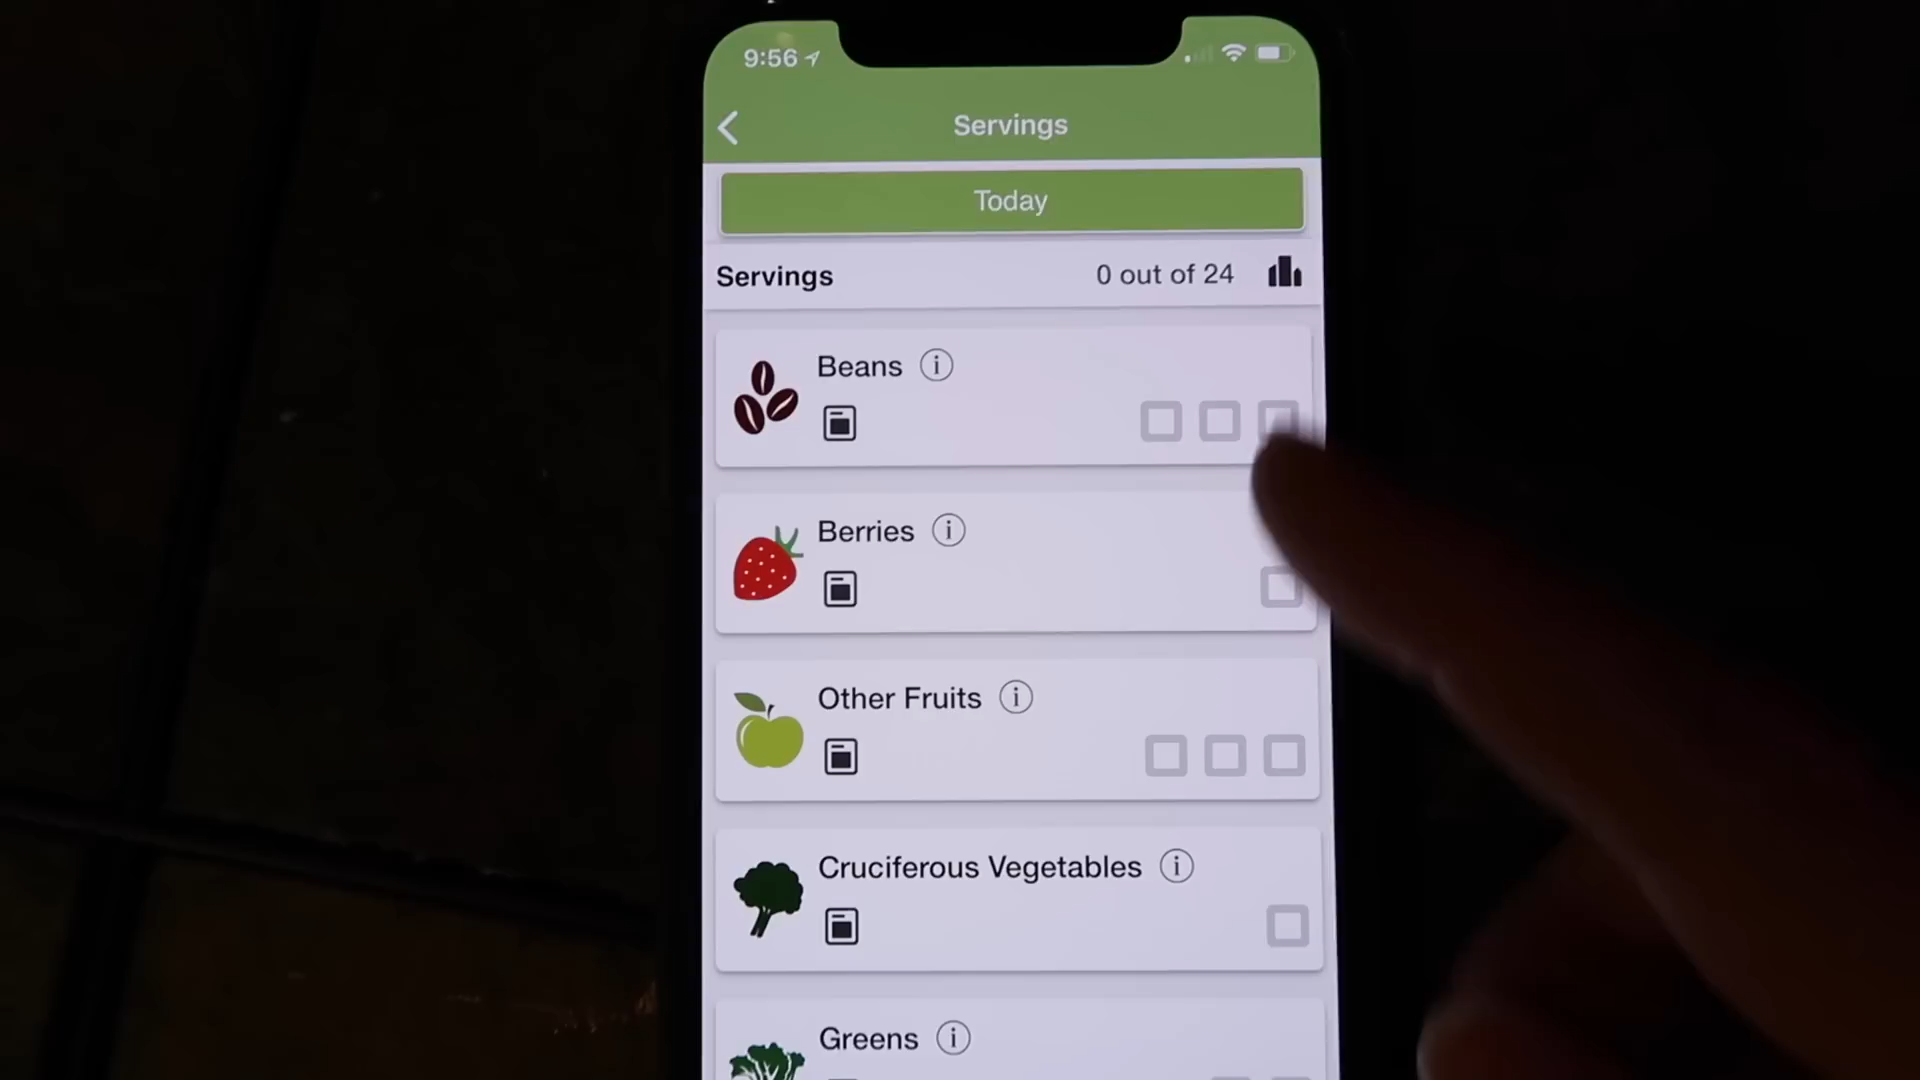 9:56
Servings
Today
Servings 0 out of 24
Beans i
Berries i
Other Fruits i
Cruciferous Vegetables i
Greens i